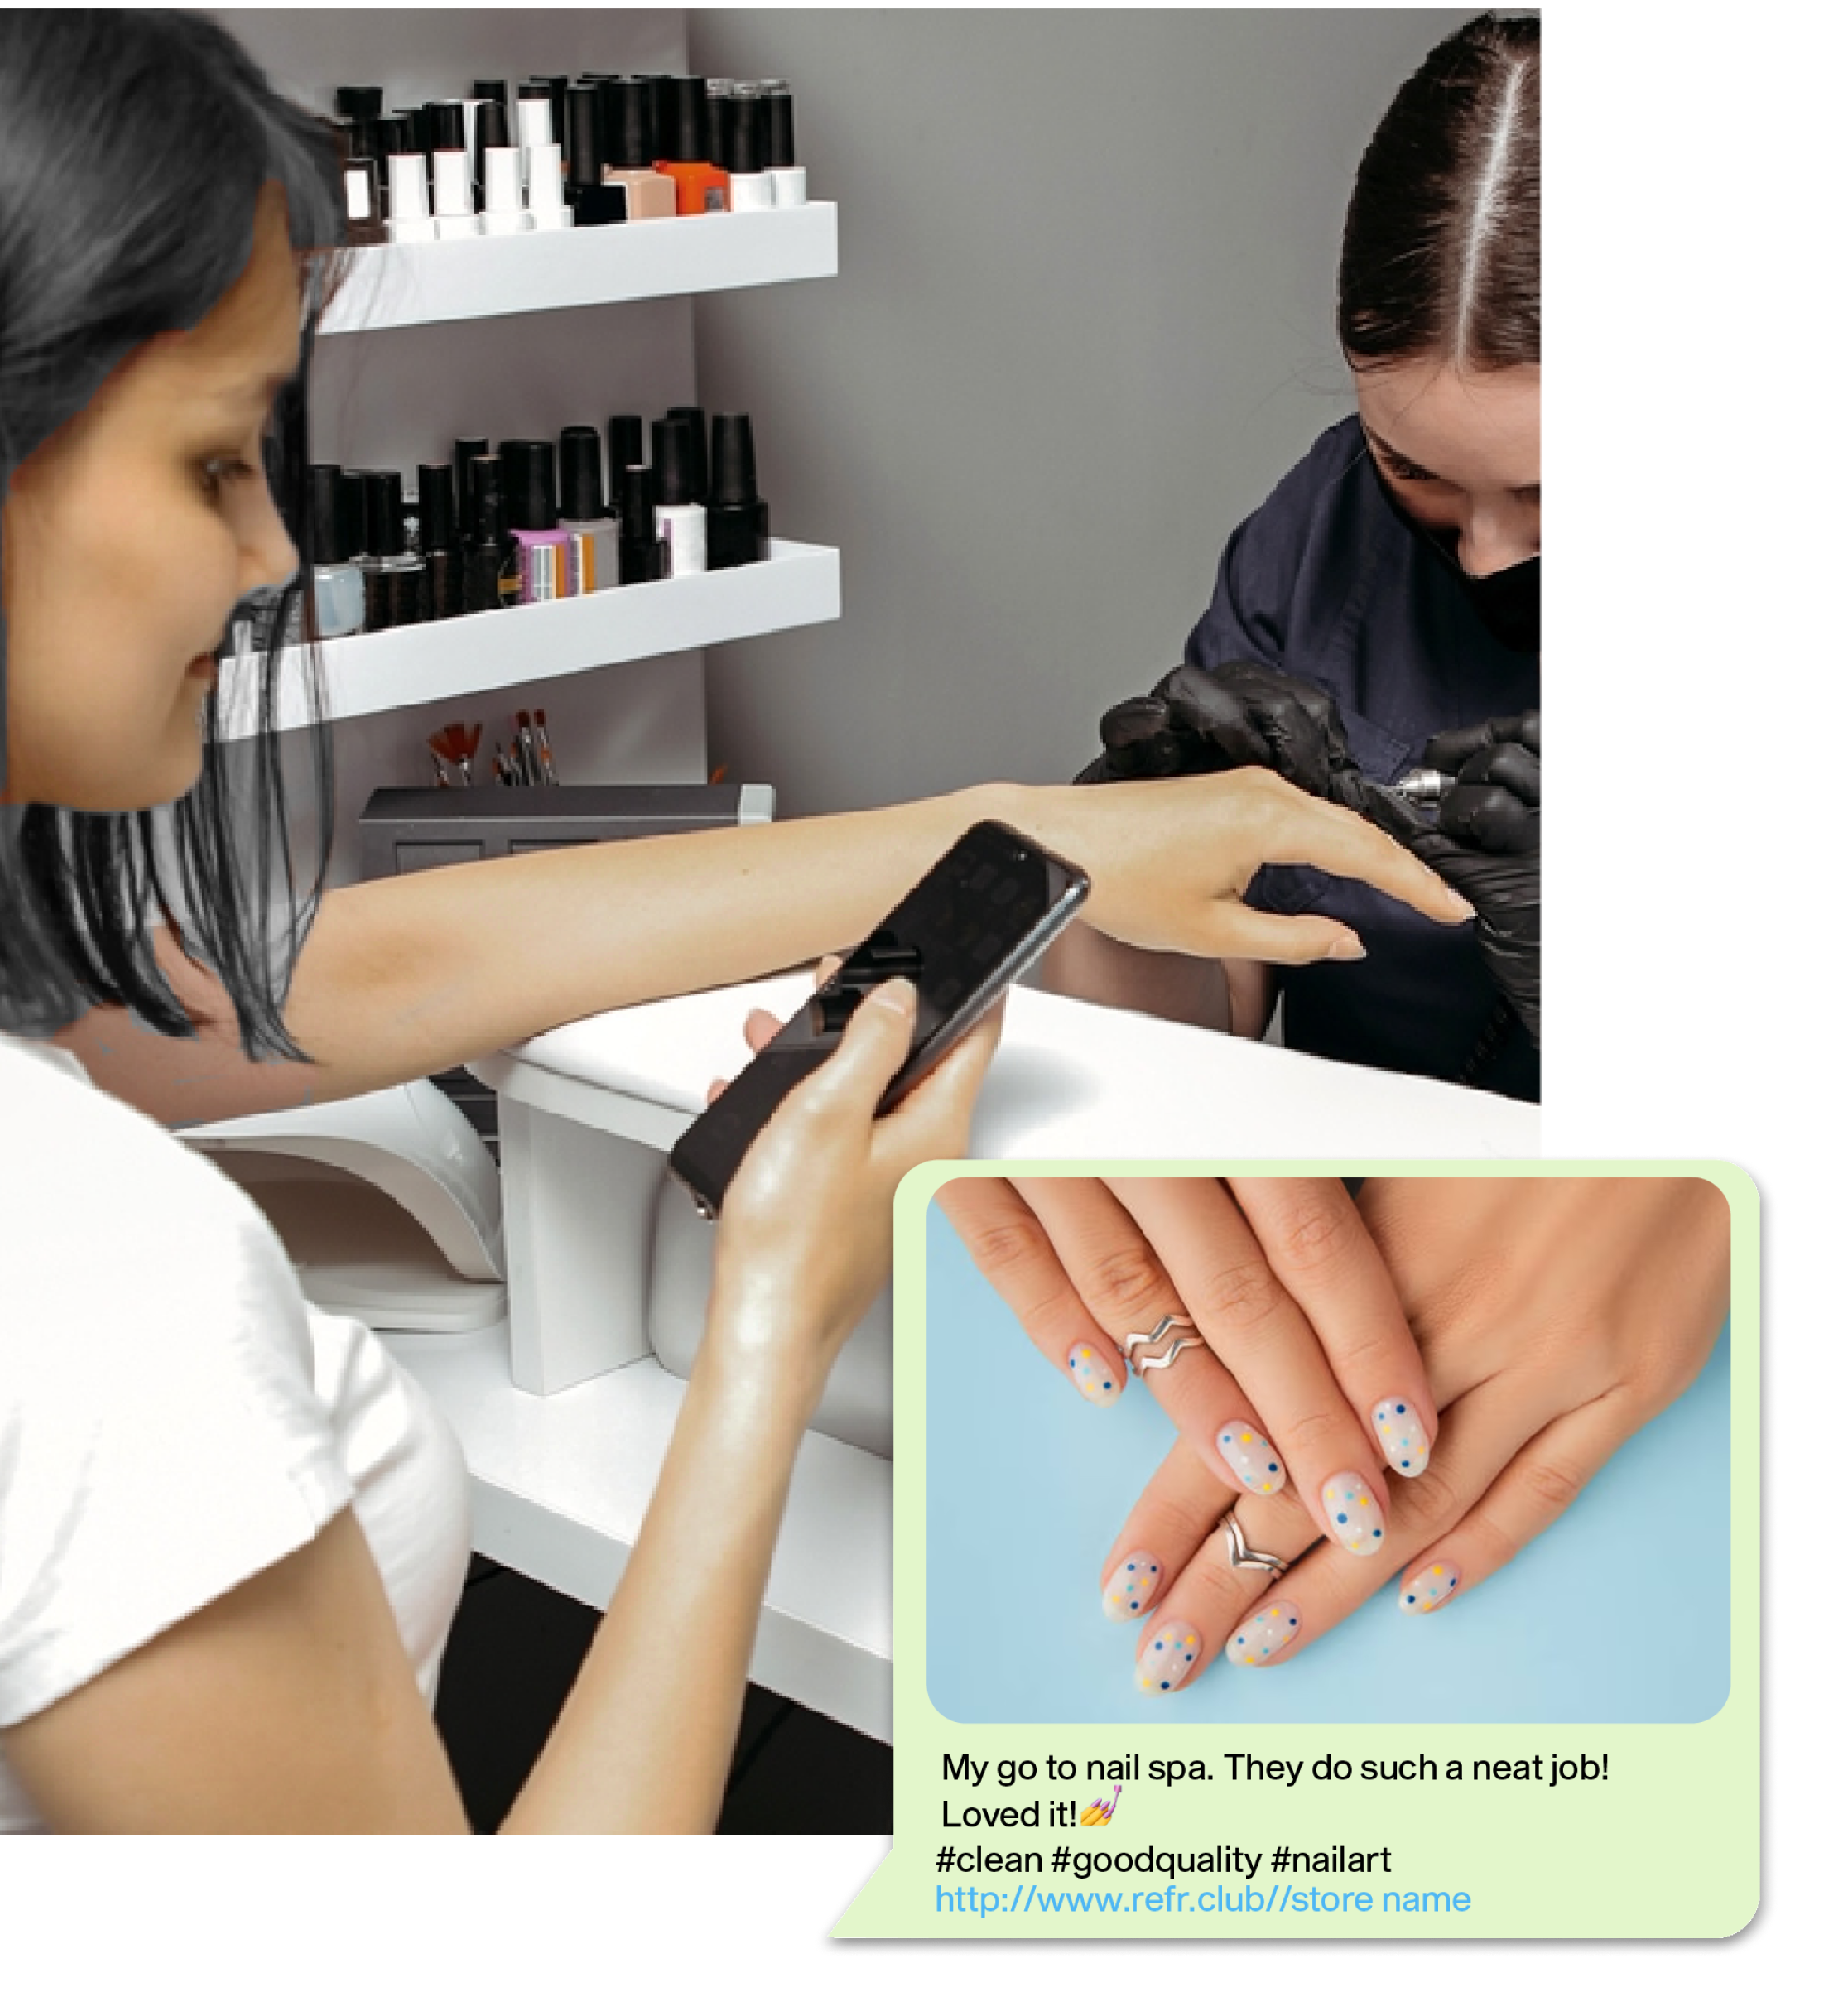 My go to nail spa. They do such a neat job!
Loved it!💅
#clean #goodquality #nailart
http://www.refr.club//store name